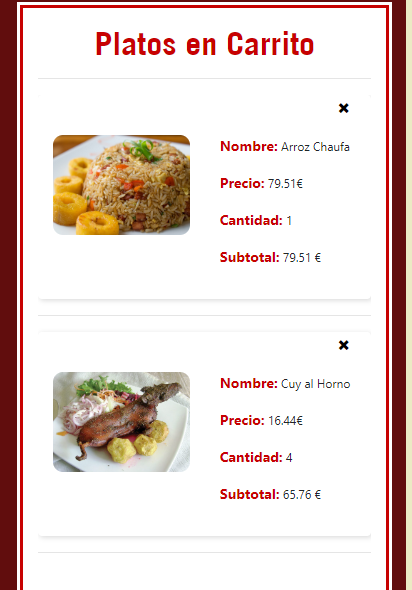 Platos en Carrito
Nombre: Arroz Chaufa
Precio: 79.51€
Cantidad: 1
Subtotal: 79.51 €
Nombre: Cuy al Horno
Precio: 16.44€
Cantidad: 4
Subtotal: 65.76 €